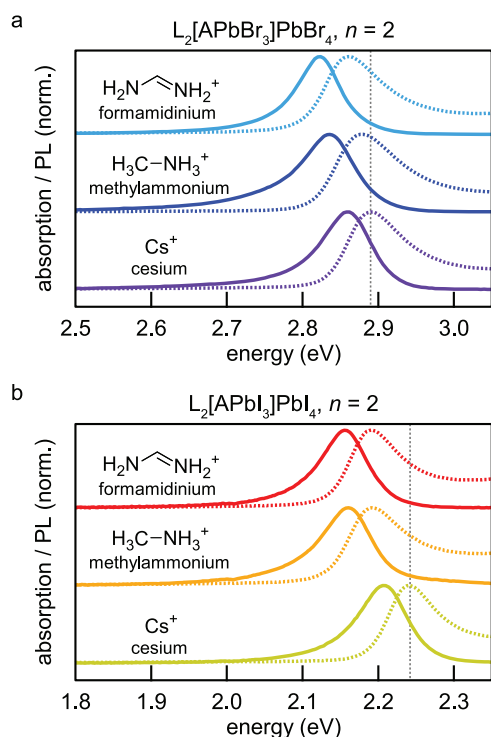 a
L₂[APbBr₃]PbBr₄, n = 2
absorption / PL (norm.)
H₂N NH₂⁺
formamidinium
H₃C–NH₃⁺
methylammonium
Cs⁺
cesium
2.5 2.6 2.7 2.8 2.9 3.0
energy (eV)
b
L₂[APbI₃]PbI₄, n = 2
absorption / PL (norm.)
H₂N NH₂⁺
formamidinium
H₃C–NH₃⁺
methylammonium
Cs⁺
cesium
1.8 1.9 2.0 2.1 2.2 2.3
energy (eV)